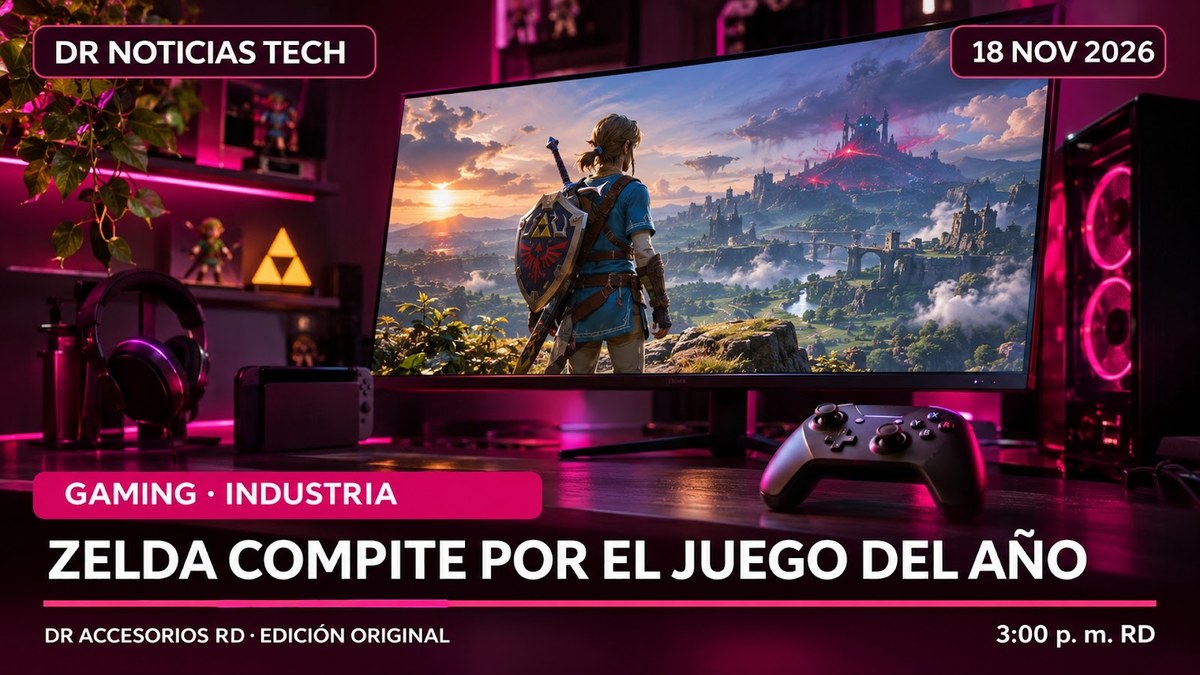 DR NOTICIAS TECH
18 NOV 2026
GAMING · INDUSTRIA
ZELDA COMPITE POR EL JUEGO DEL AÑO
DR ACCESORIOS RD · EDICIÓN ORIGINAL
3:00 p. m. RD